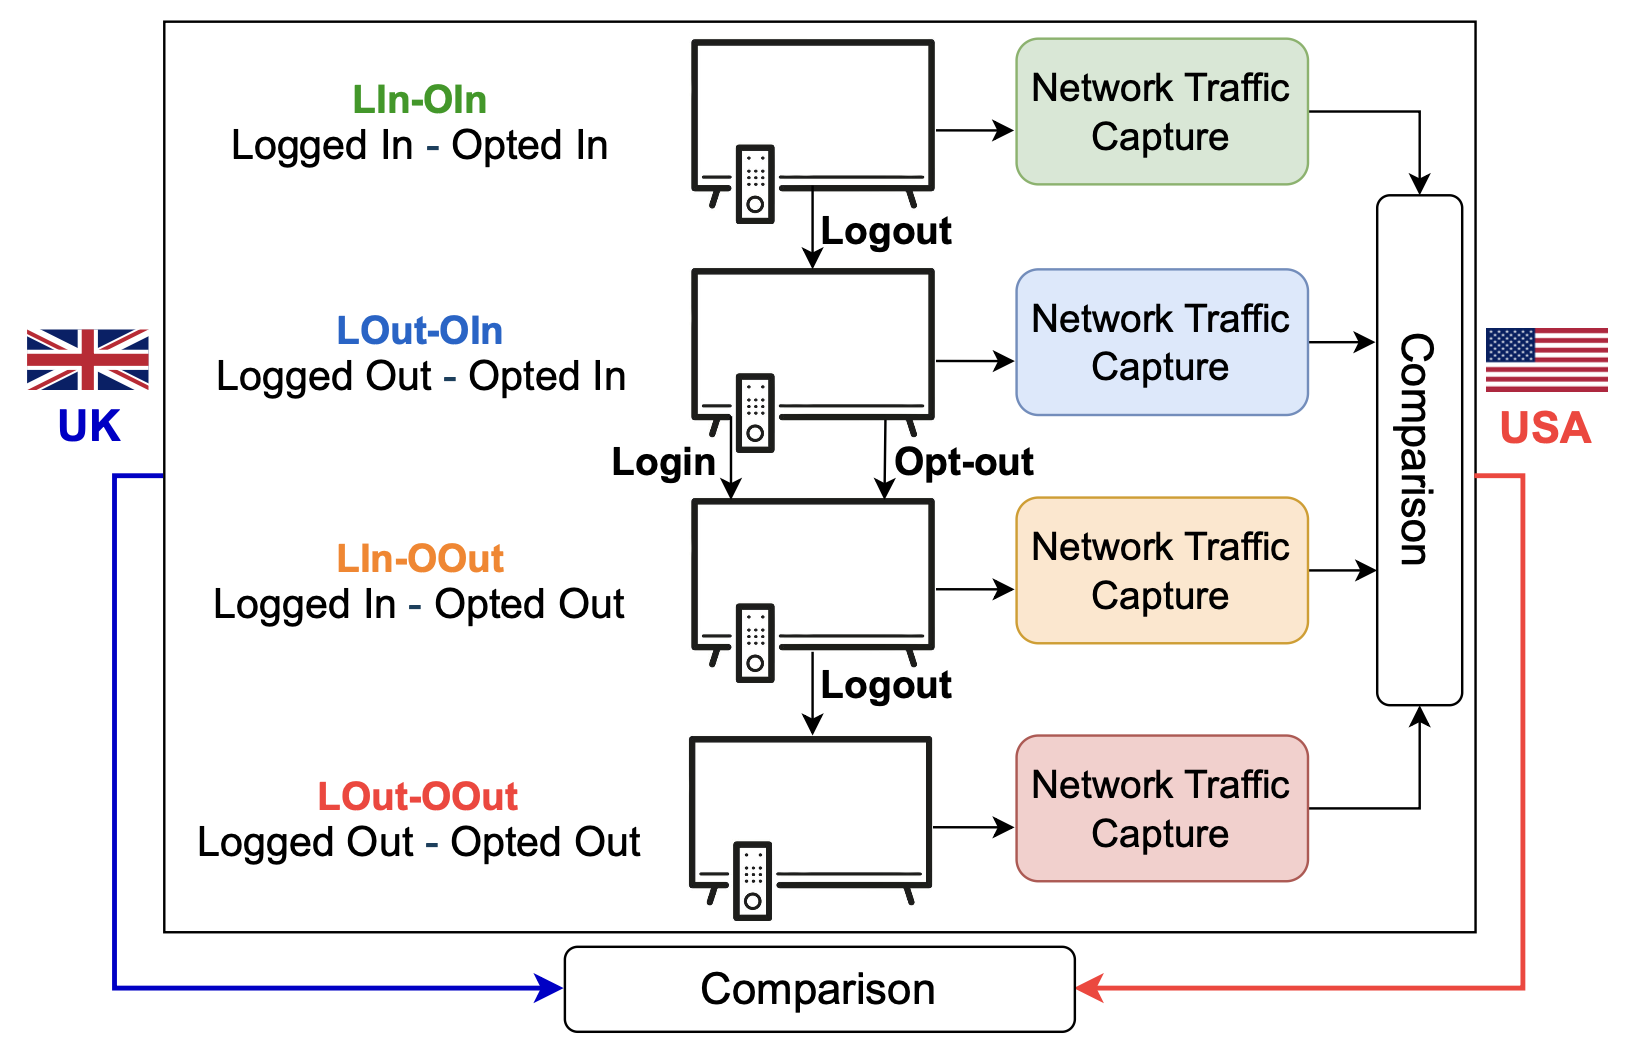 LIn-OIn
Logged In - Opted In
Network Traffic
Capture
Logout
LOut-OIn
Logged Out - Opted In
Network Traffic
Capture
Comparison
UK
USA
Login
Opt-out
LIn-OOut
Logged In - Opted Out
Network Traffic
Capture
Logout
LOut-OOut
Logged Out - Opted Out
Network Traffic
Capture
Comparison